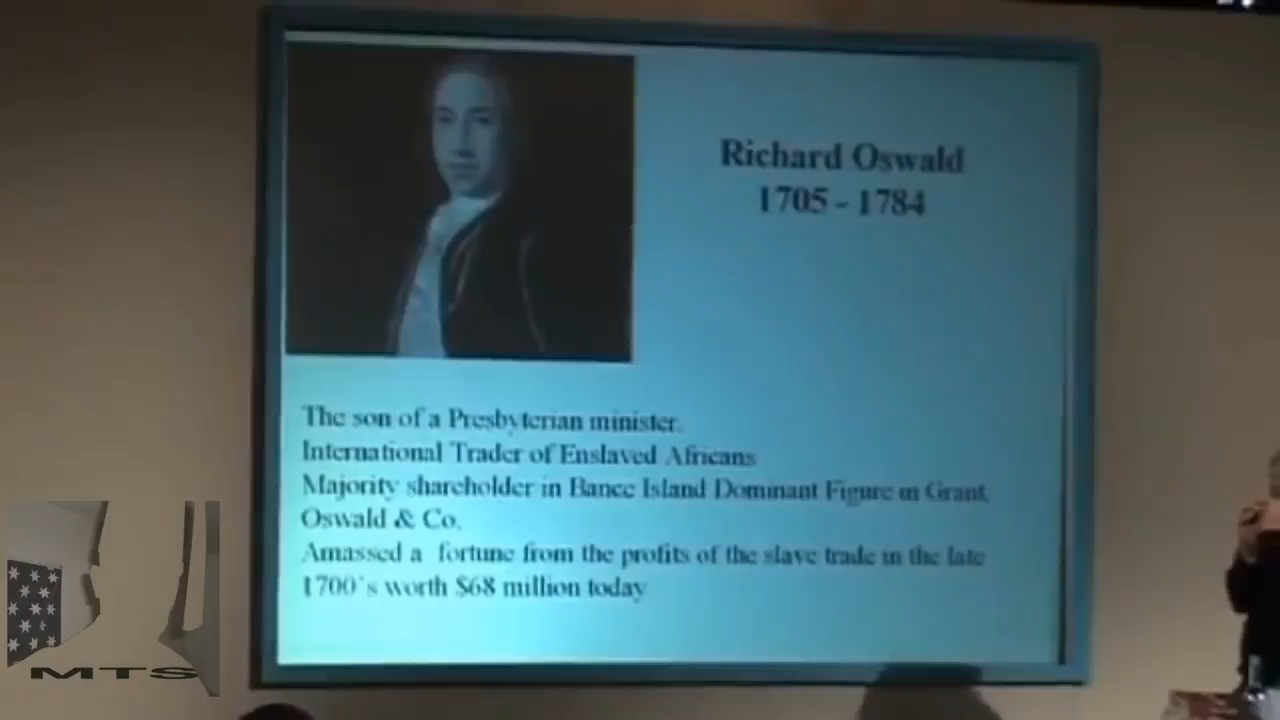 Richard Oswald
1705 - 1784
The son of a Presbyterian minister.
International Trader of Enslaved Africans
Majority shareholder in Bance Island Dominant Figure in Grant,
Oswald & Co.
Amassed a fortune from the profits of the slave trade in the late
1700's worth $68 million today
MTS